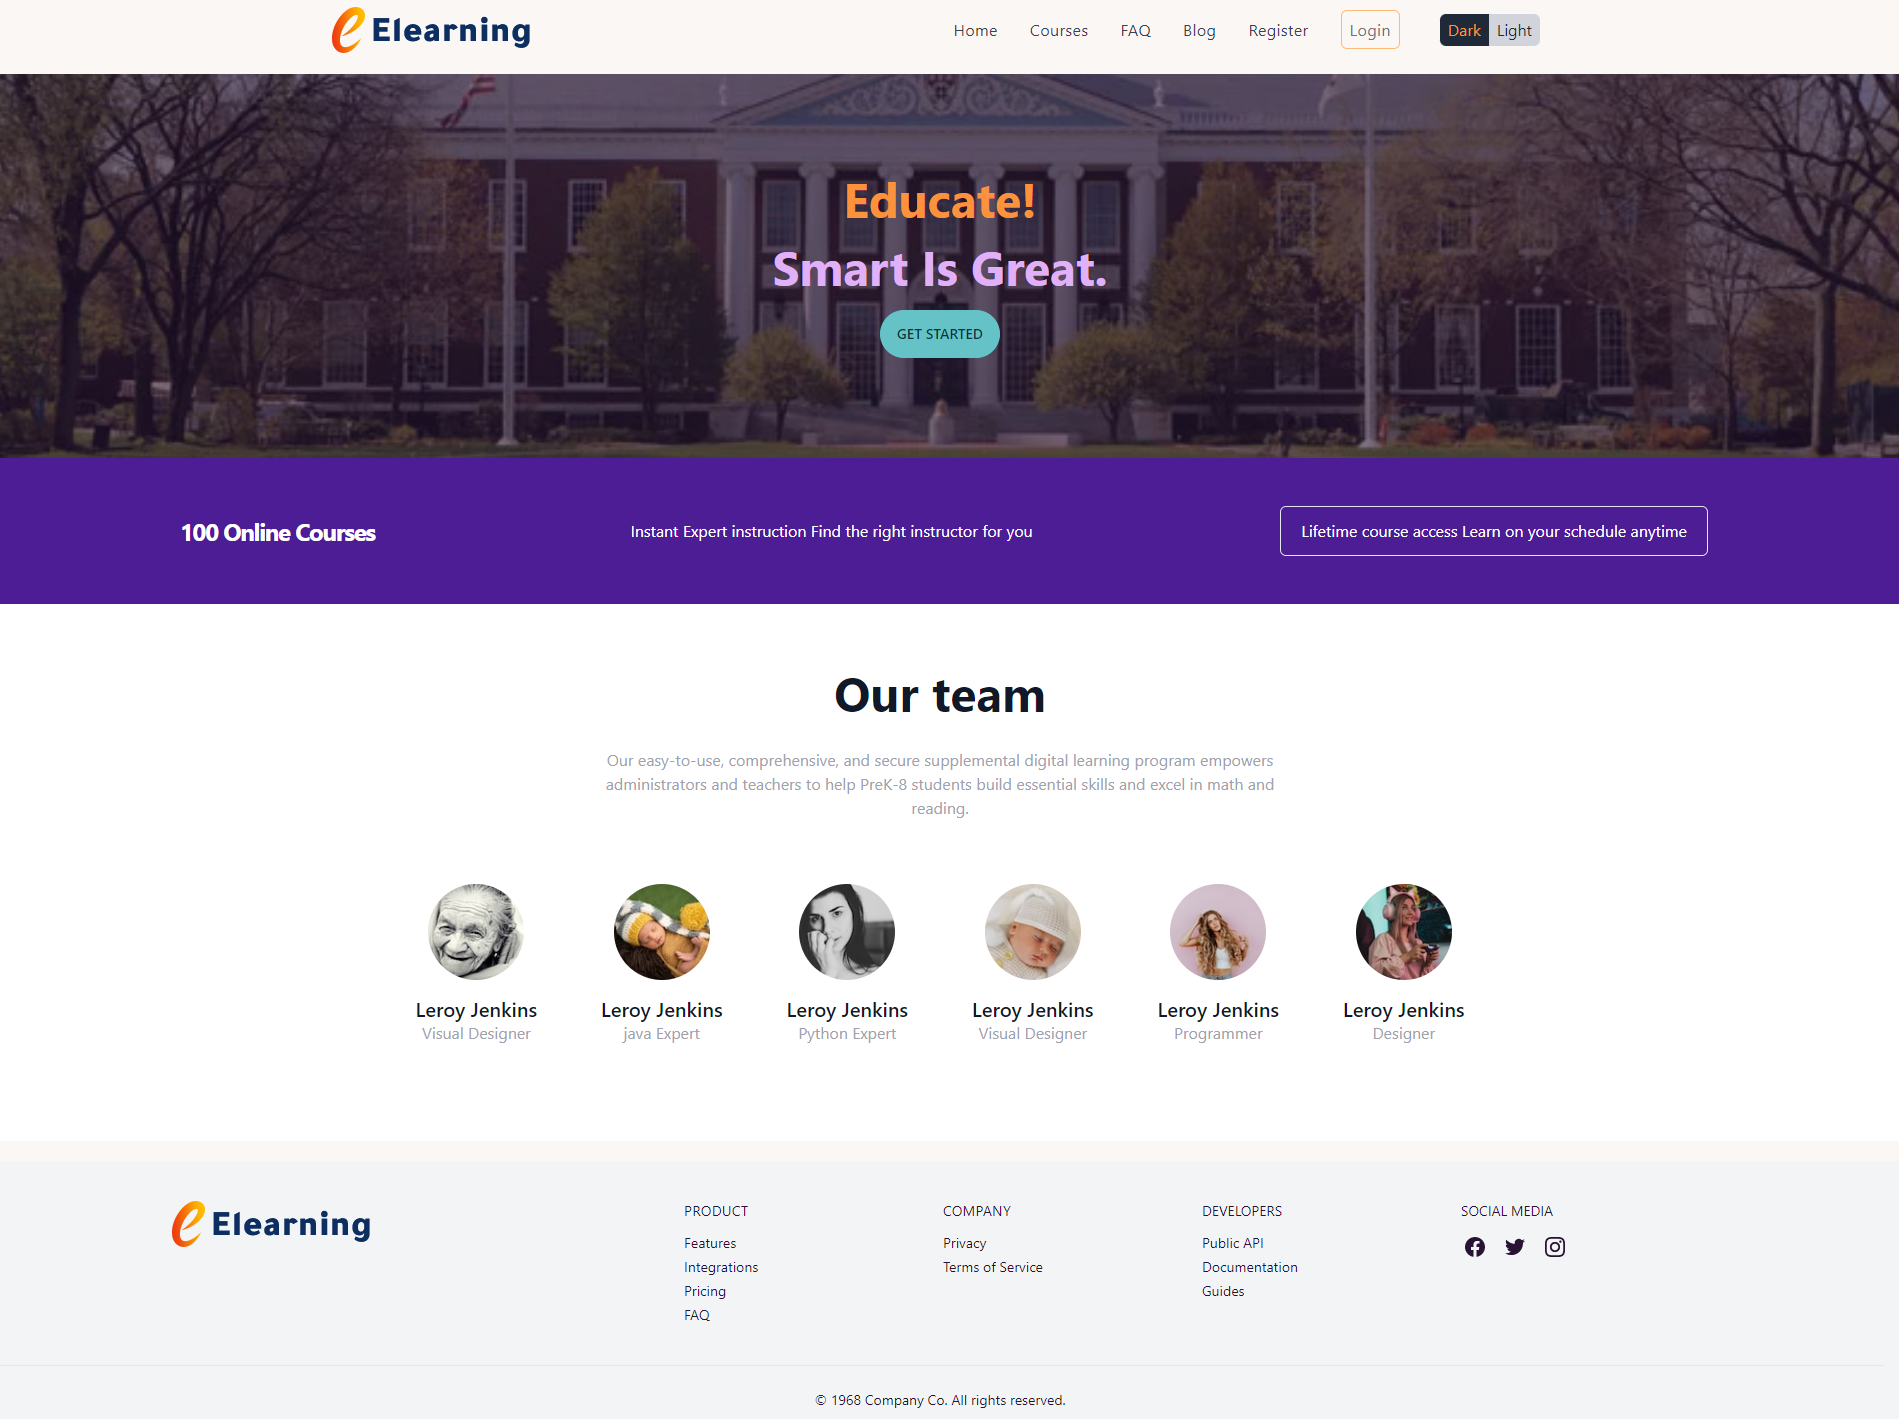 Elearning
Home Courses FAQ Blog Register Login Dark Light
Educate!
Smart Is Great.
GET STARTED
100 Online Courses
Instant Expert instruction Find the right instructor for you
Lifetime course access Learn on your schedule anytime
Our team
Our easy-to-use, comprehensive, and secure supplemental digital learning program empowers
administrators and teachers to help PreK-8 students build essential skills and excel in math and
reading.
Leroy Jenkins
Visual Designer
Leroy Jenkins
java Expert
Leroy Jenkins
Python Expert
Leroy Jenkins
Visual Designer
Leroy Jenkins
Programmer
Leroy Jenkins
Designer
Elearning
PRODUCT
Features
Integrations
Pricing
FAQ
COMPANY
Privacy
Terms of Service
DEVELOPERS
Public API
Documentation
Guides
SOCIAL MEDIA
© 1968 Company Co. All rights reserved.